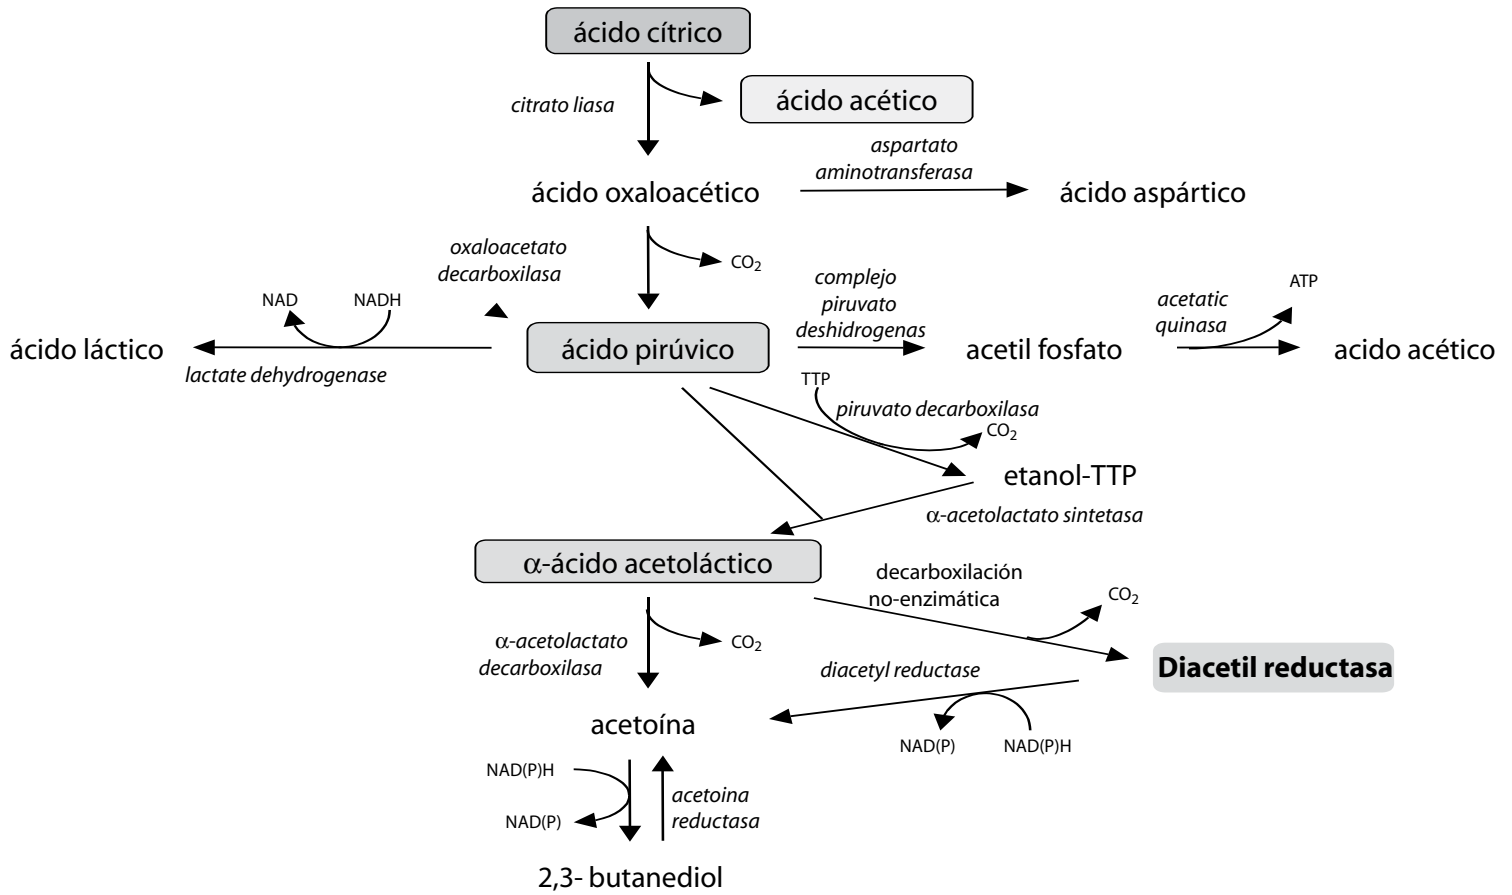 ácido cítrico
citrato liasa
ácido acético
aspartato
aminotransferasa
ácido oxaloacético
ácido aspártico
oxaloacetato
decarboxilasa
CO2
complejo
piruvato
deshidrogenas
acetatic
quinasa
ATP
NAD
NADH
ácido láctico
lactate dehydrogenase
ácido pirúvico
acetil fosfato
acido acético
TTP
piruvato decarboxilasa
CO2
etanol-TTP
α-acetolactato sintetasa
α-ácido acetoláctico
decarboxilación
no-enzimática
CO2
α-acetolactato
decarboxilasa
CO2
diacetyl reductase
Diacetil reductasa
acetoína
NAD(P)
NAD(P)H
NAD(P)H
NAD(P)
acetoina
reductasa
2,3- butanediol